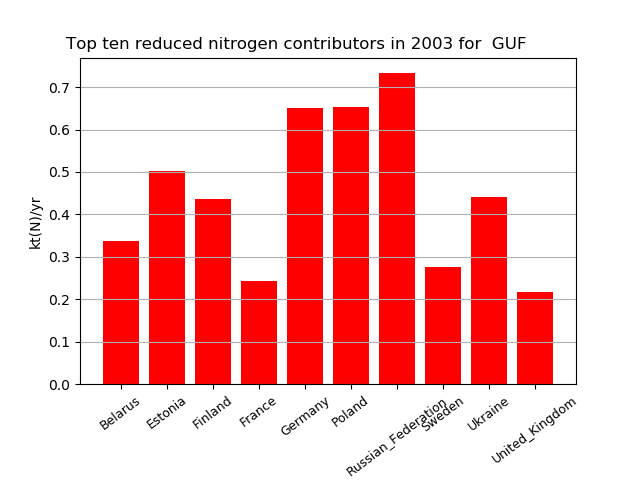 Top ten reduced nitrogen contributors in 2003 for  GUF
kt(N)/yr
0.7
0.6
0.5
0.4
0.3
0.2
0.1
0.0
Belarus
Estonia
Finland
France
Germany
Poland
Russian_Federation
Sweden
Ukraine
United_Kingdom